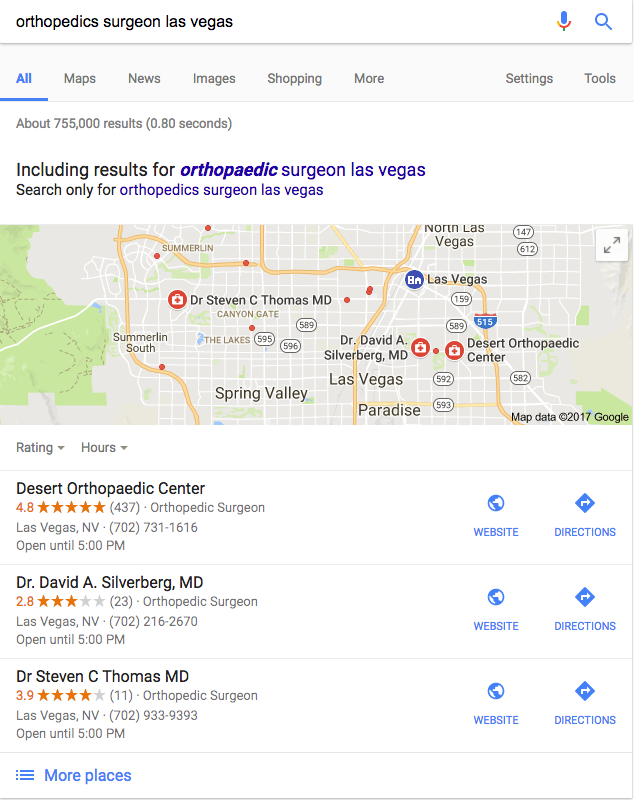 orthopedics surgeon las vegas
All Maps News Images Shopping More Settings Tools
About 755,000 results (0.80 seconds)
Including results for orthopaedic surgeon las vegas
Search only for orthopedics surgeon las vegas
North Las
Vegas
147
612
SUMMERLIN
Las Vegas
Dr Steven C Thomas MD
159
CANYON GATE
515
589
589
Summerlin
South
THE LAKES
595
596
Dr. David A.
Silverberg, MD
Desert Orthopaedic
Center
Las Vegas
592
582
Spring Valley
593
Paradise
Map data ©2017 Google
Rating Hours
Desert Orthopaedic Center
4.8 (437) · Orthopedic Surgeon
Las Vegas, NV · (702) 731-1616
Open until 5:00 PM
WEBSITE DIRECTIONS
Dr. David A. Silverberg, MD
2.8 (23) · Orthopedic Surgeon
Las Vegas, NV · (702) 216-2670
Open until 5:00 PM
WEBSITE DIRECTIONS
Dr Steven C Thomas MD
3.9 (11) · Orthopedic Surgeon
Las Vegas, NV · (702) 933-9393
Open until 5:00 PM
WEBSITE DIRECTIONS
More places